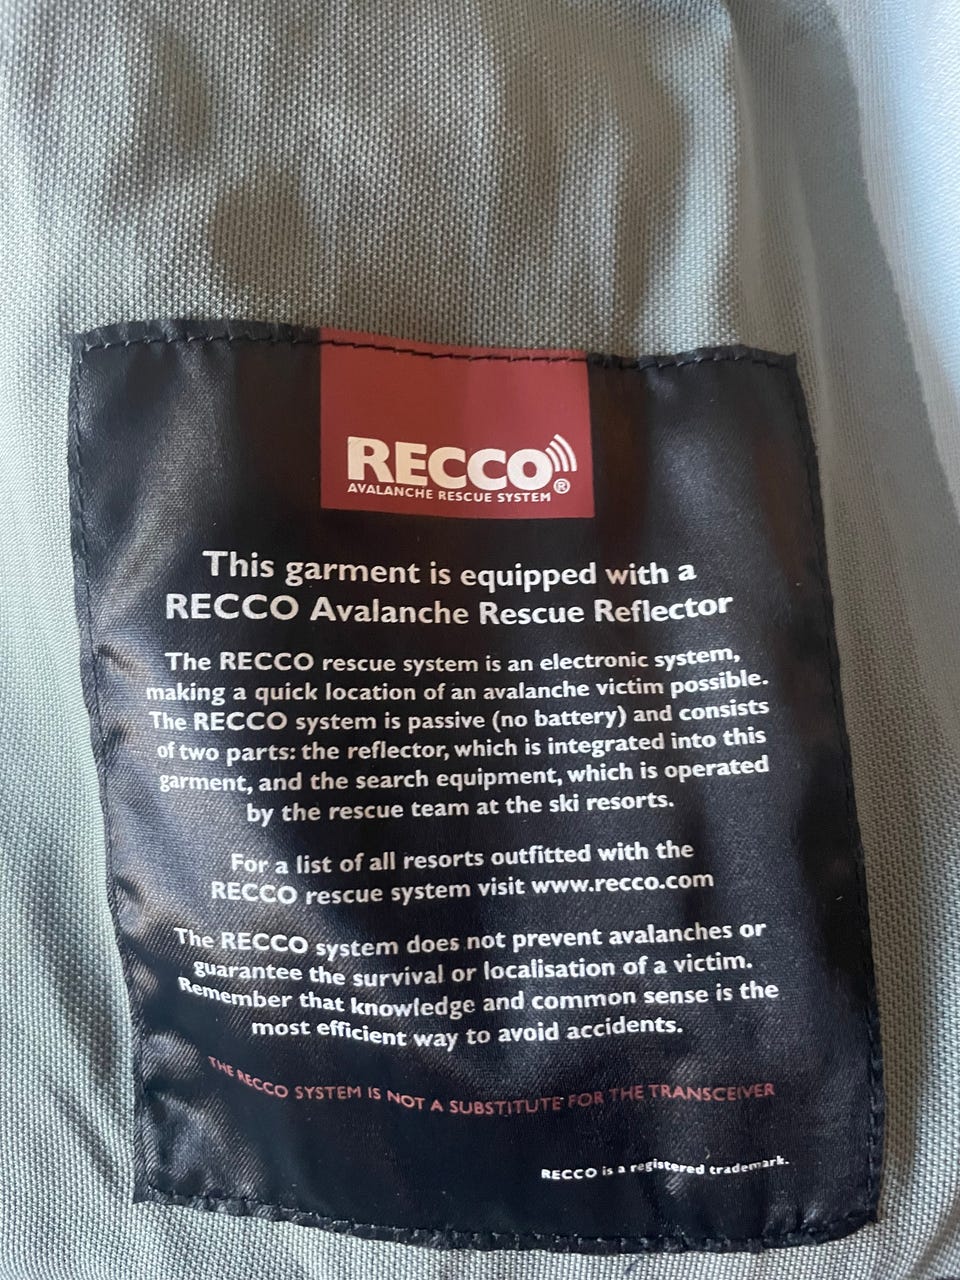 RECCO®
AVALANCHE RESCUE SYSTEM
This garment is equipped with a
RECCO Avalanche Rescue Reflector
The RECCO rescue system is an electronic system,
making a quick location of an avalanche victim possible.
The RECCO system is passive (no battery) and consists
of two parts: the reflector, which is integrated into this
garment, and the search equipment, which is operated
by the rescue team at the ski resorts.
For a list of all resorts outfitted with the
RECCO rescue system visit www.recco.com
The RECCO system does not prevent avalanches or
guarantee the survival or localisation of a victim.
Remember that knowledge and common sense is the
most efficient way to avoid accidents.
THE RECCO SYSTEM IS NOT A SUBSTITUTE FOR THE TRANSCEIVER
RECCO is a registered trademark.